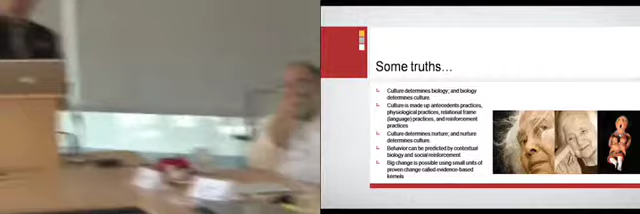 Some truths…
Culture determines biology; and biology
determines culture.
Culture is made up antecedents practices,
physiological practices, relational frame
(language) practices, and reinforcement
practices
Culture determines nurture; and nurture
determines culture.
Behavior can be predicted by contextual
biology and social reinforcement
Big change is possible using small units of
proven change called evidence-based
kernels